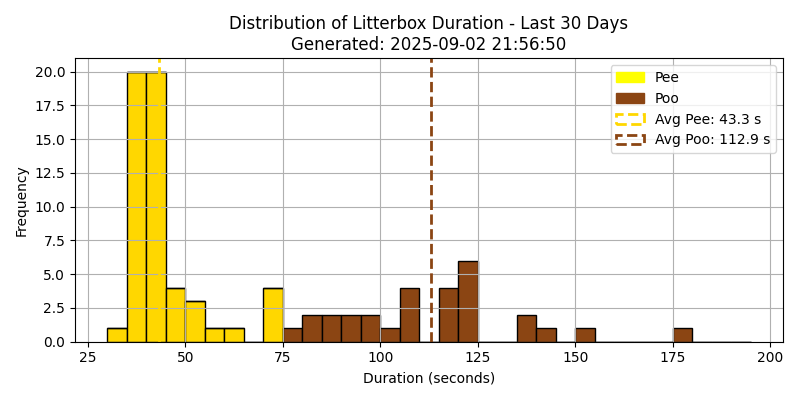 Distribution of Litterbox Duration - Last 30 Days
Generated: 2025-09-02 21:56:50
Pee
Poo
Avg Pee: 43.3 s
Avg Poo: 112.9 s
Frequency
20.0
17.5
15.0
12.5
10.0
7.5
5.0
2.5
0.0
25 50 75 100 125 150 175 200
Duration (seconds)